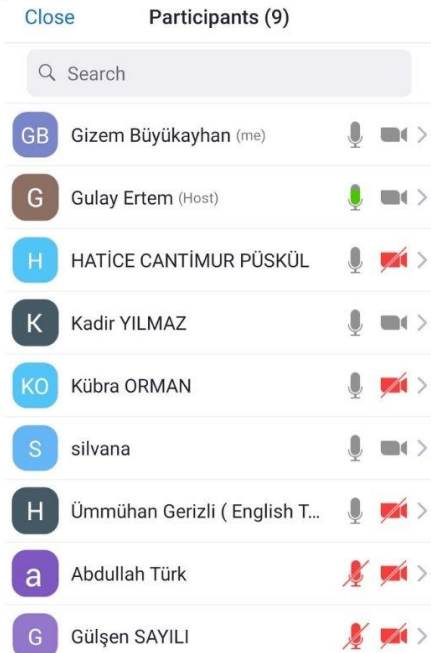 Close Participants (9)
Search
GB Gizem Büyükayhan (me)
G Gulay Ertem (Host)
H HATİCE CANTİMUR PÜSKÜL
K Kadir YILMAZ
KO Kübra ORMAN
S silvana
H Ümmühan Gerizli ( English T...
a Abdullah Türk
G Gülşen SAYILI